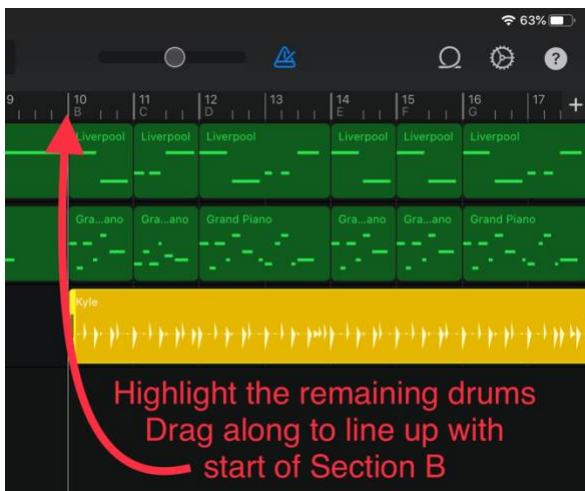 63%
?
9 10 11 12 13 14 15 16 17 +
B C D E F G
Liverpool Liverpool Liverpool Liverpool Liverpool Liverpool
Gra...ano Gra...ano Grand Piano Gra...ano Gra...ano Grand Piano
Kyle
Highlight the remaining drums
Drag along to line up with
start of Section B